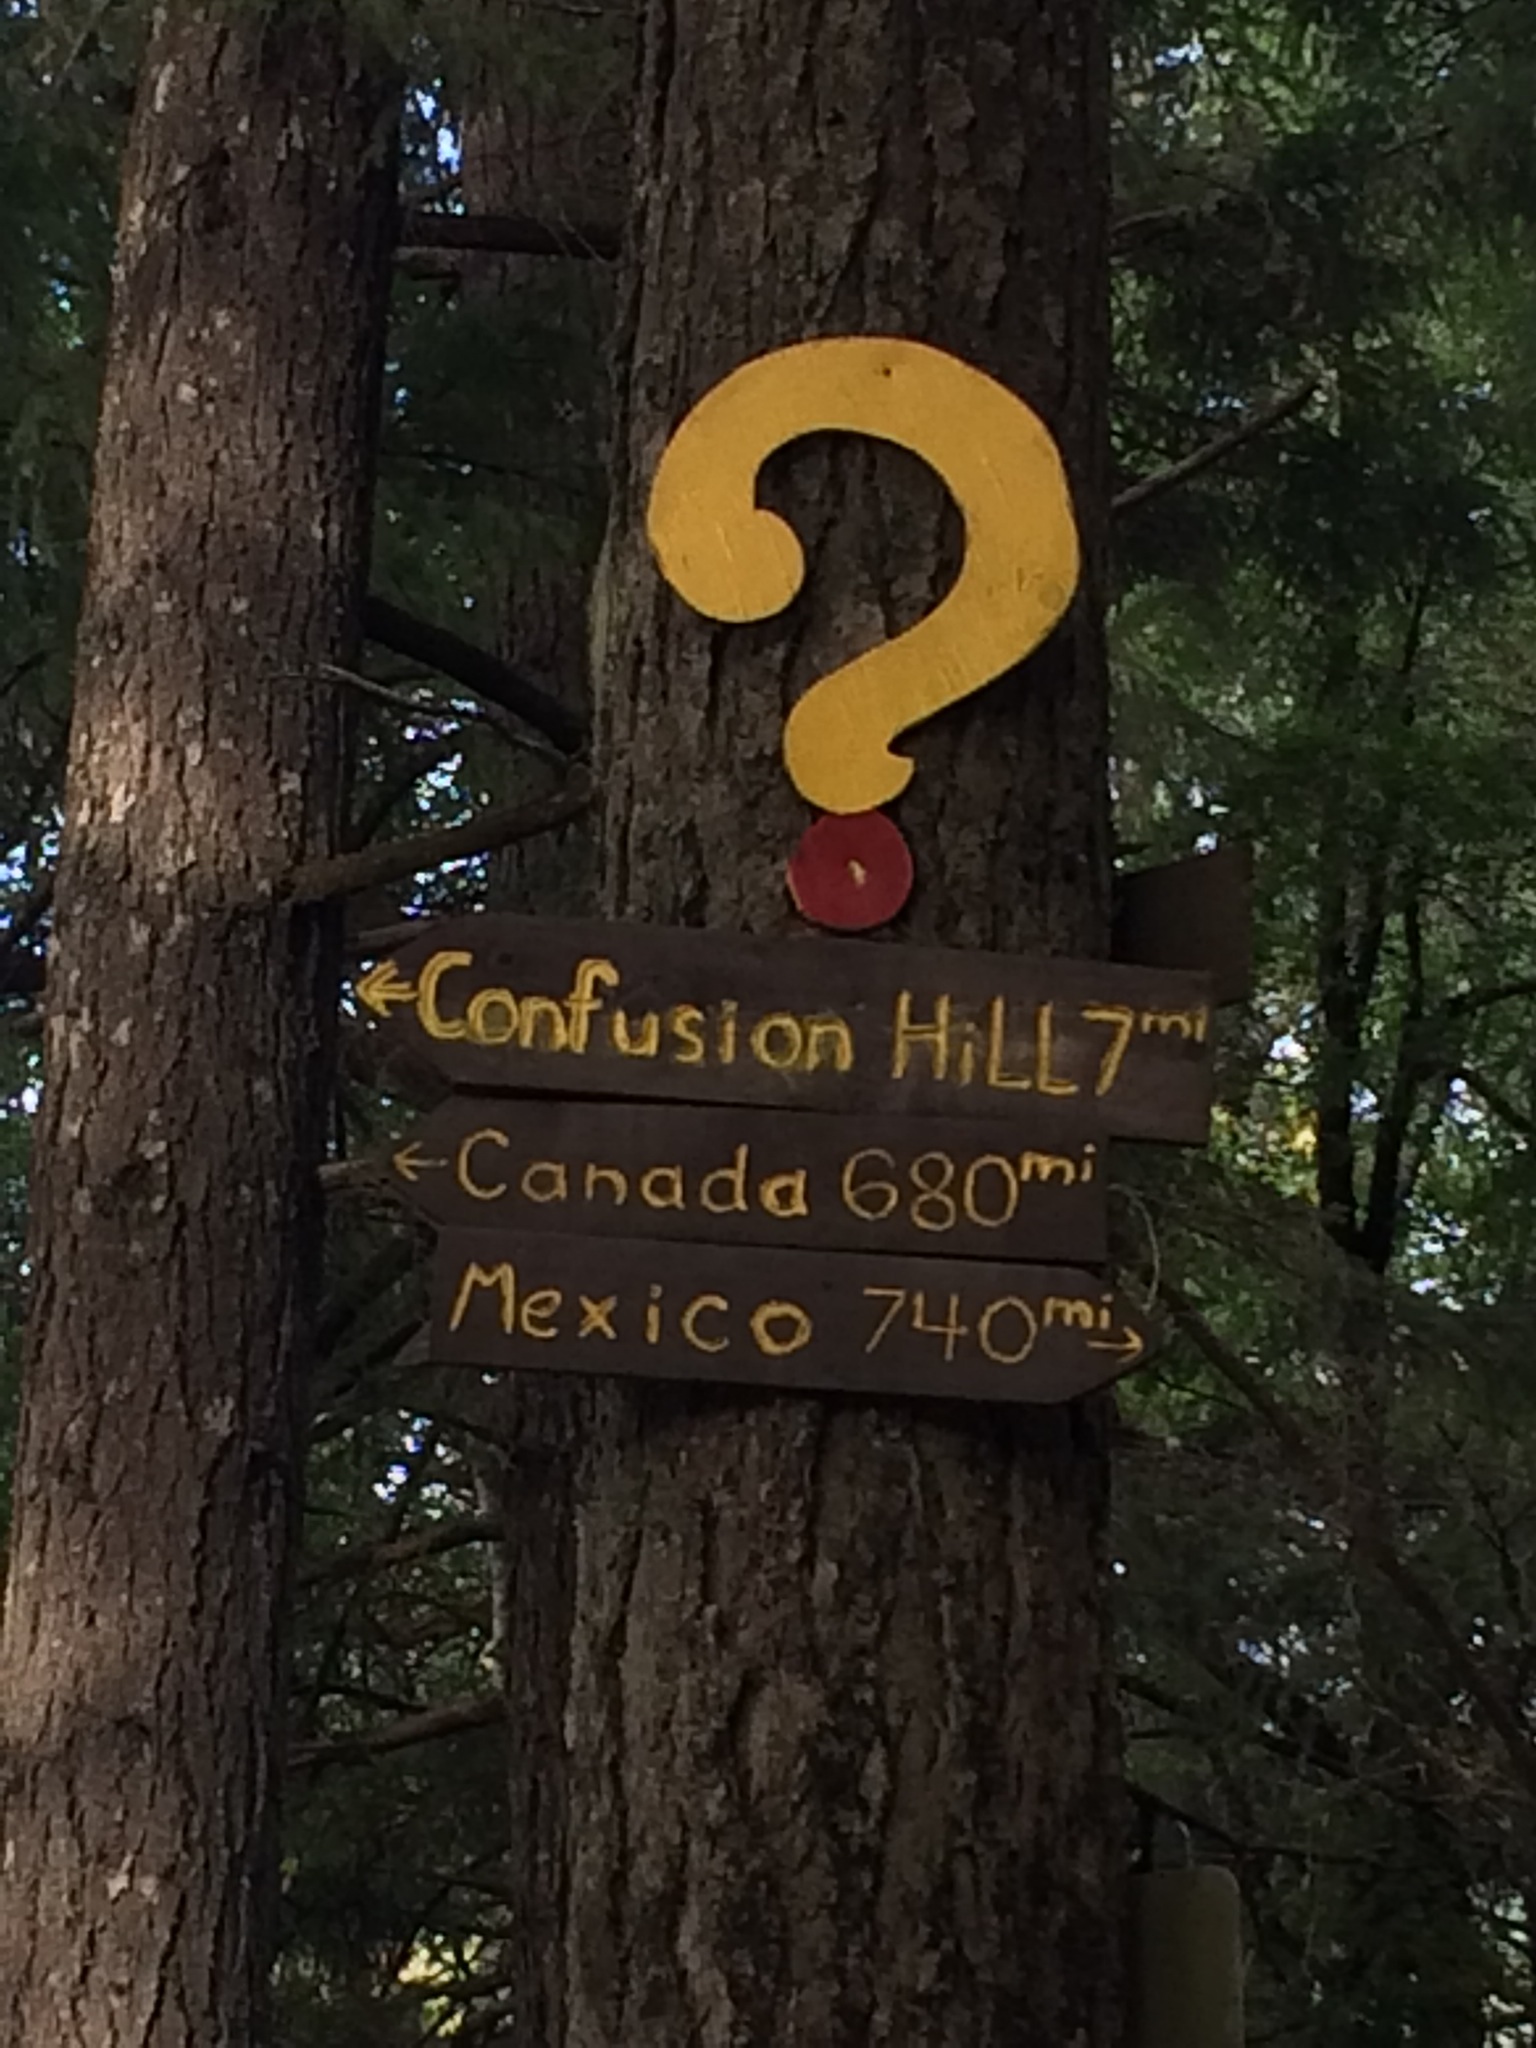 ?
←Confusion HiLL 7mi
←Canada 680mi
Mexico 740mi→